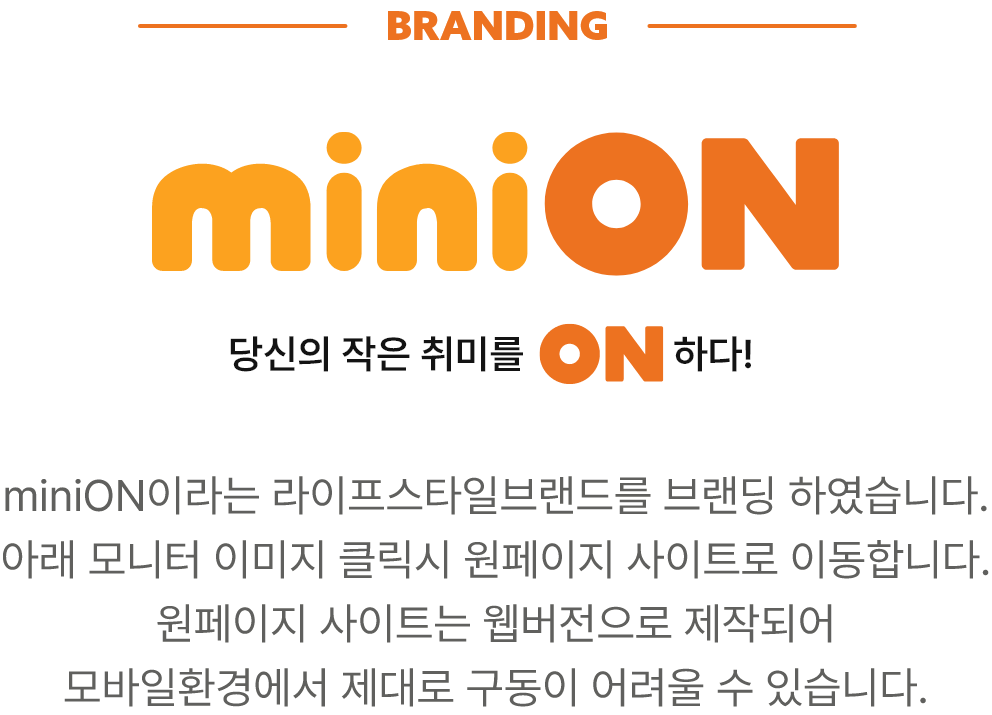 BRANDING
miniON
당신의 작은 취미를 ON 하다!
miniON이라는 라이프스타일브랜드를 브랜딩 하였습니다.
아래 모니터 이미지 클릭시 원페이지 사이트로 이동합니다.
원페이지 사이트는 웹버전으로 제작되어
모바일환경에서 제대로 구동이 어려울 수 있습니다.